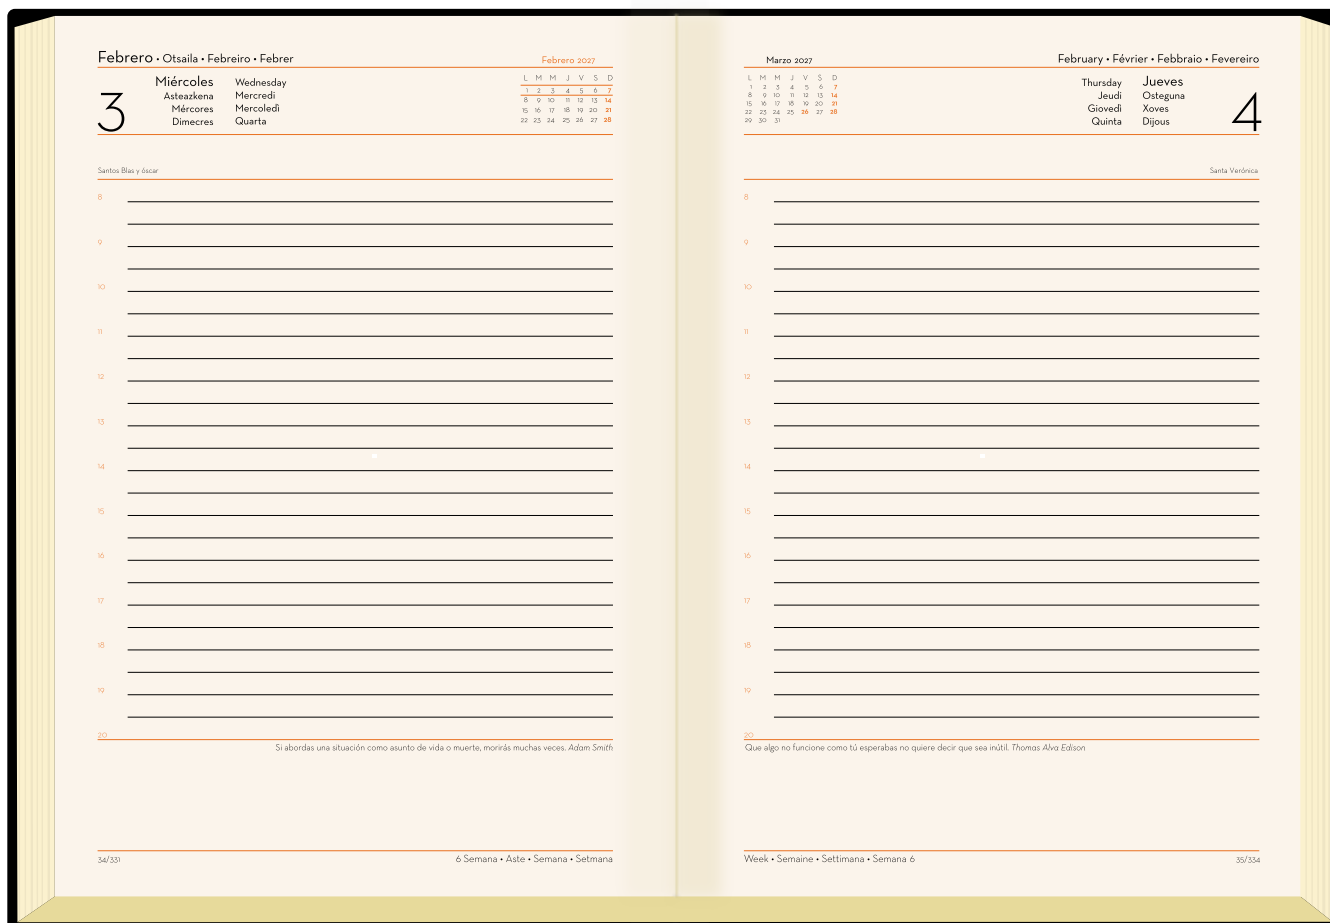 Febrero • Otsaila • Febreiro • Febrer
3
Miércoles
Asteazkena
Mércores
Dimecres
Wednesday
Mercredi
Mercoledì
Quarta
Febrero 2027
L M M J V S D
1 2 3 4 5 6 7
8 9 10 11 12 13 14
15 16 17 18 19 20 21
22 23 24 25 26 27 28
Santos Blas y óscar
8
9
10
11
12
13
14
15
16
17
18
19
20
Si abordas una situación como asunto de vida o muerte, morirás muchas veces. Adam Smith
34/331
6 Semana • Aste • Semana • Setmana
Marzo 2027
L M M J V S D
1 2 3 4 5 6 7
8 9 10 11 12 13 14
15 16 17 18 19 20 21
22 23 24 25 26 27 28
29 30 31
February • Février • Febbraio • Fevereiro
Thursday
Jeudi
Giovedì
Quinta
Jueves
Osteguna
Xoves
Dijous
4
Santa Verónica
8
9
10
11
12
13
14
15
16
17
18
19
20
Que algo no funcione como tú esperabas no quiere decir que sea inútil. Thomas Alva Edison
Week • Semaine • Settimana • Semana 6
35/334